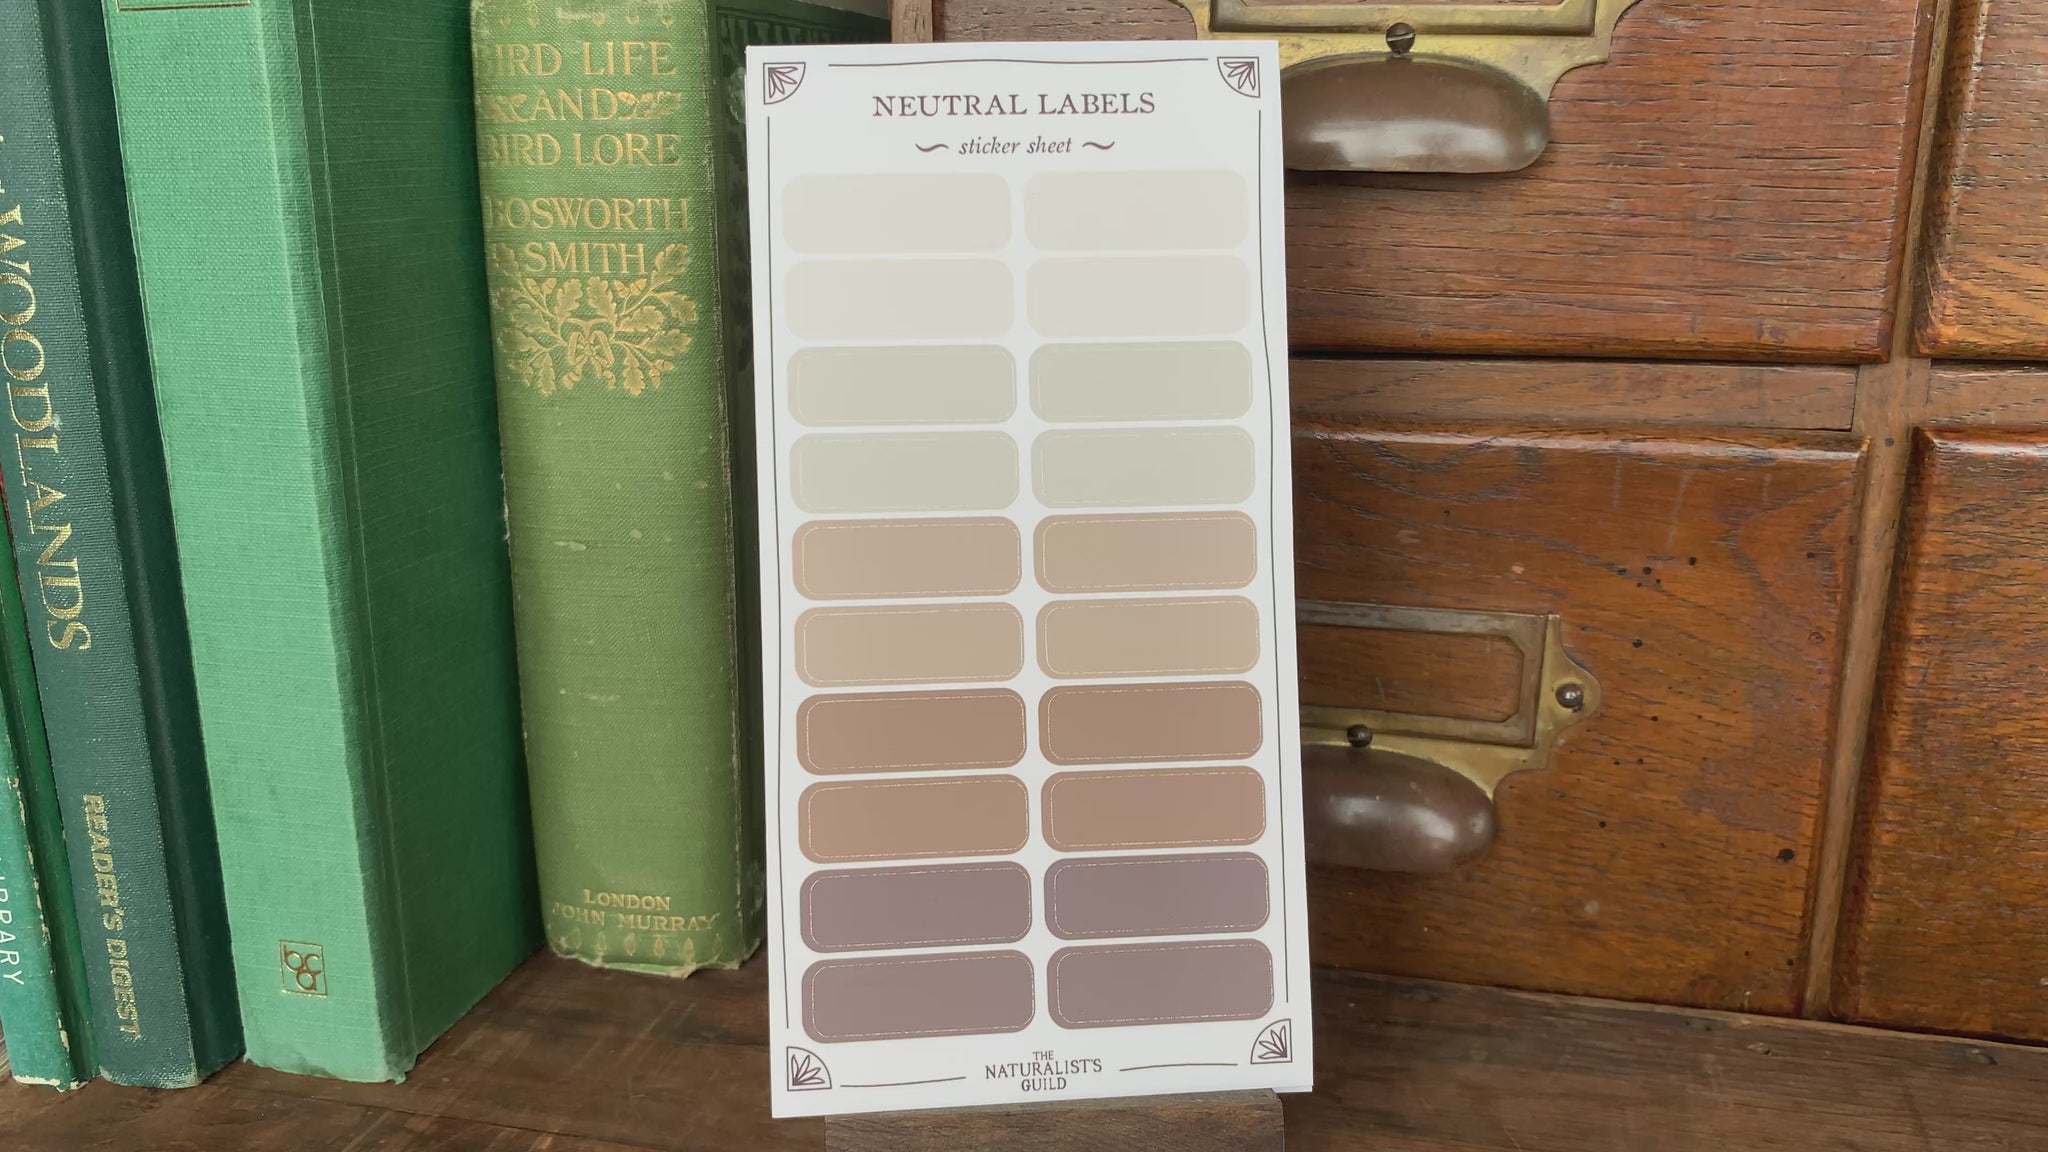 WOODLANDS
READER'S DIGEST
bca
BIRD LIFE
AND
BIRD LORE
BOSWORTH
SMITH
LONDON
JOHN MURRAY
NEUTRAL LABELS
sticker sheet
THE
NATURALIST'S
GUILD